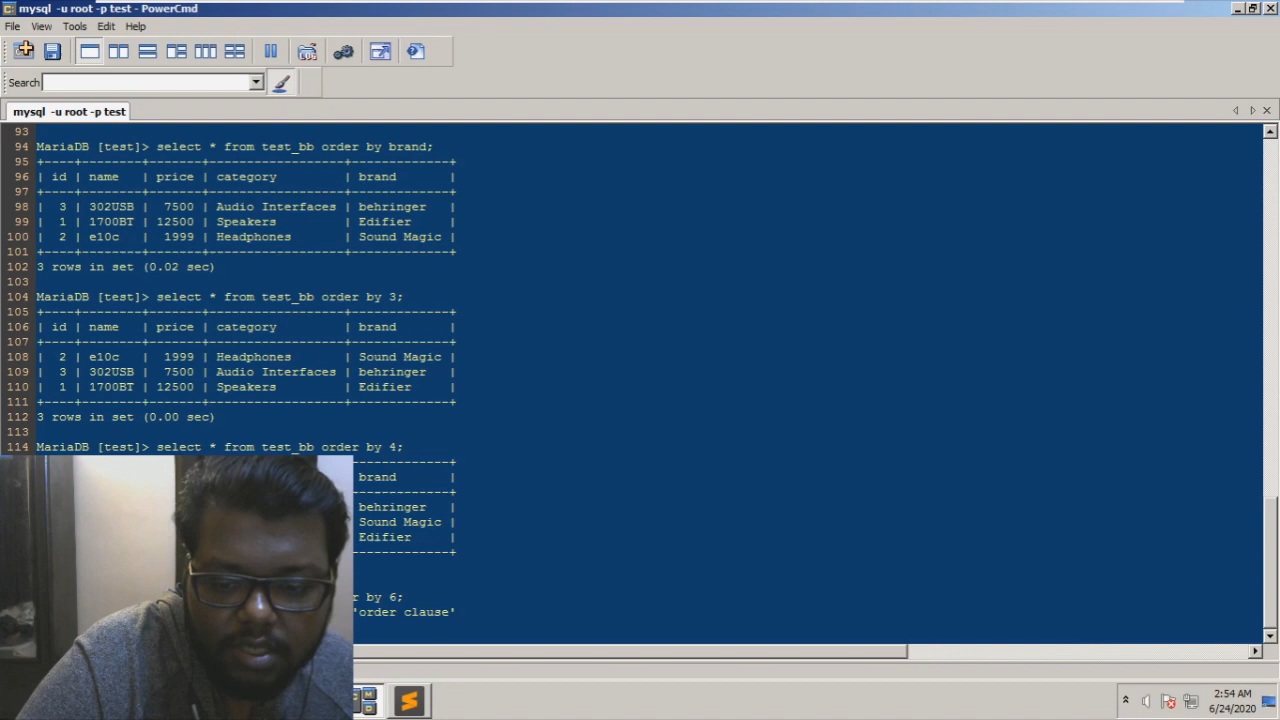 mysql -u root -p test - PowerCmd
File View Tools Edit Help
Search
mysql -u root -p test
93
94 MariaDB [test]> select * from test_bb order by brand;
95 +----+--------+-------+------------------+-------------+
96 | id | name | price | category | brand |
97 +----+--------+-------+------------------+-------------+
98 | 3 | 302USB | 7500 | Audio Interfaces | behringer |
99 | 1 | 1700BT | 12500 | Speakers | Edifier |
100 | 2 | e10c | 1999 | Headphones | Sound Magic |
101 +----+--------+-------+------------------+-------------+
102 3 rows in set (0.02 sec)
103
104 MariaDB [test]> select * from test_bb order by 3;
105 +----+--------+-------+------------------+-------------+
106 | id | name | price | category | brand |
107 +----+--------+-------+------------------+-------------+
108 | 2 | e10c | 1999 | Headphones | Sound Magic |
109 | 3 | 302USB | 7500 | Audio Interfaces | behringer |
110 | 1 | 1700BT | 12500 | Speakers | Edifier |
111 +----+--------+-------+------------------+-------------+
112 3 rows in set (0.00 sec)
113
114 MariaDB [test]> select * from test_bb order by 4;
-------------+
brand |
-------------+
behringer |
Sound Magic |
Edifier |
-------------+
r by 6;
'order clause'
2:54 AM
6/24/2020